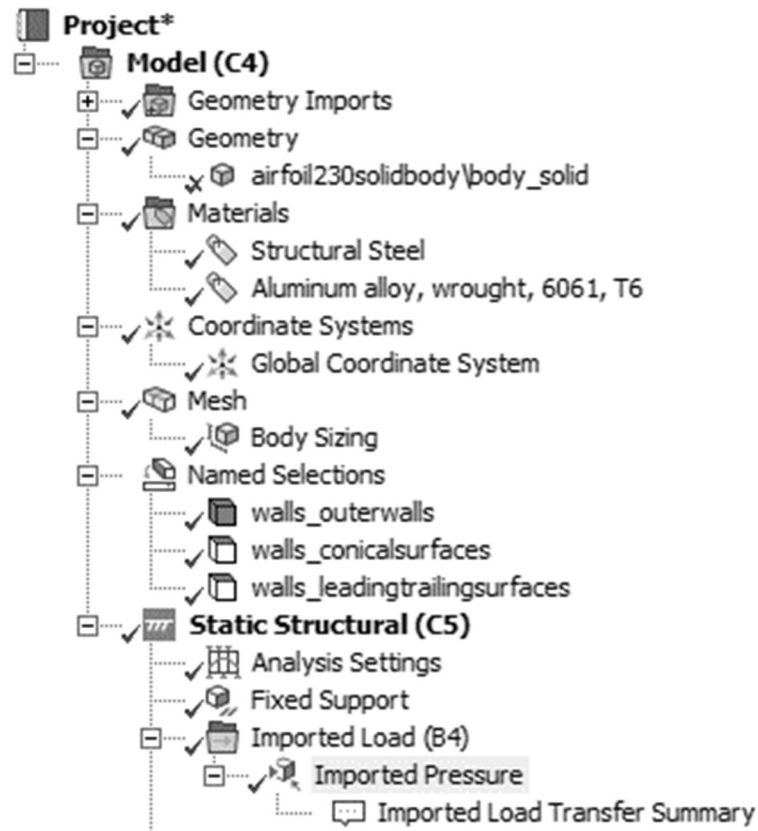 Project*
Model (C4)
Geometry Imports
Geometry
airfoil230solidbody\body_solid
Materials
Structural Steel
Aluminum alloy, wrought, 6061, T6
Coordinate Systems
Global Coordinate System
Mesh
Body Sizing
Named Selections
walls_outerwalls
walls_conicalsurfaces
walls_leadingtrailingsurfaces
Static Structural (C5)
Analysis Settings
Fixed Support
Imported Load (B4)
Imported Pressure
Imported Load Transfer Summary